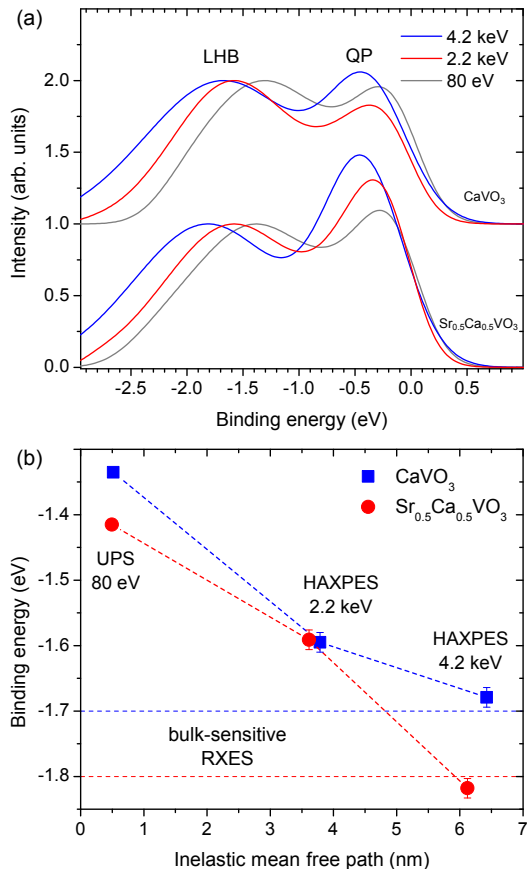 (a)
LHB
QP
4.2 keV
2.2 keV
80 eV
2.0
1.5
1.0
0.5
0.0
Intensity (arb. units)
CaVO3
Sr0.5Ca0.5VO3
-2.5
-2.0
-1.5
-1.0
-0.5
0.0
0.5
Binding energy (eV)
(b)
CaVO3
Sr0.5Ca0.5VO3
-1.4
-1.5
-1.6
-1.7
-1.8
Binding energy (eV)
UPS
80 eV
HAXPES
2.2 keV
HAXPES
4.2 keV
bulk-sensitive
RXES
0
1
2
3
4
5
6
7
Inelastic mean free path (nm)